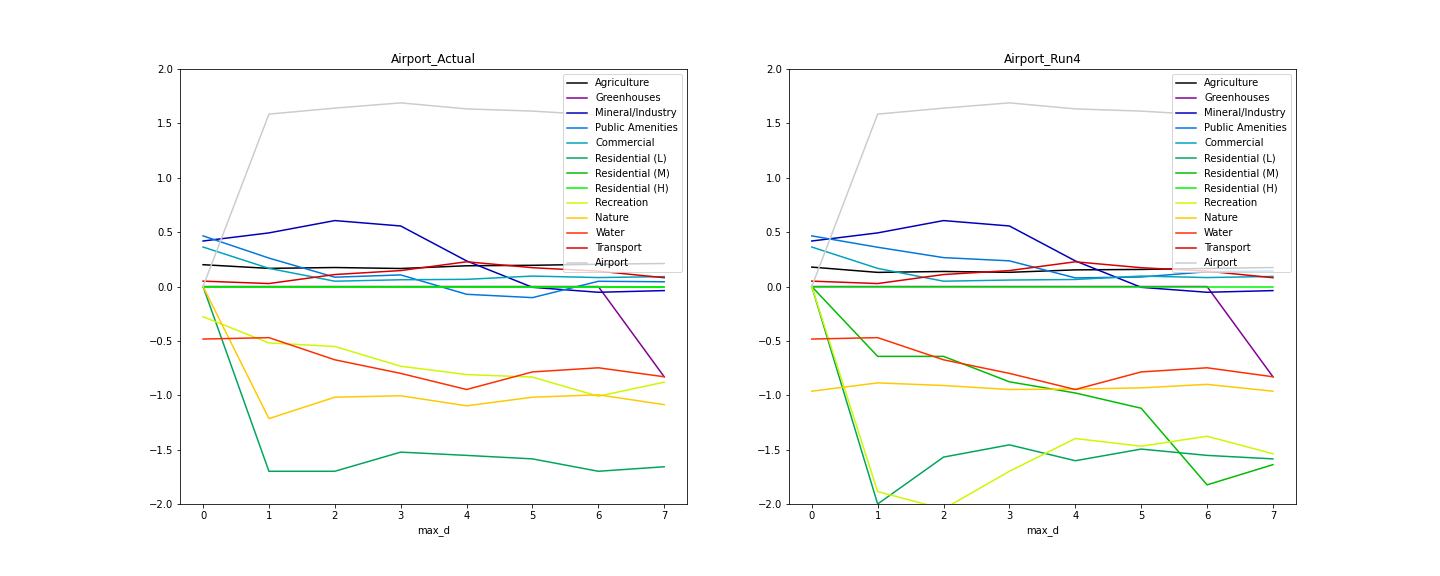 Airport_Actual
2.0
1.5
1.0
0.5
0.0
−0.5
−1.0
−1.5
−2.0
0 1 2 3 4 5 6 7
max_d
Agriculture
Greenhouses
Mineral/Industry
Public Amenities
Commercial
Residential (L)
Residential (M)
Residential (H)
Recreation
Nature
Water
Transport
Airport
Airport_Run4
2.0
1.5
1.0
0.5
0.0
−0.5
−1.0
−1.5
−2.0
0 1 2 3 4 5 6 7
max_d
Agriculture
Greenhouses
Mineral/Industry
Public Amenities
Commercial
Residential (L)
Residential (M)
Residential (H)
Recreation
Nature
Water
Transport
Airport